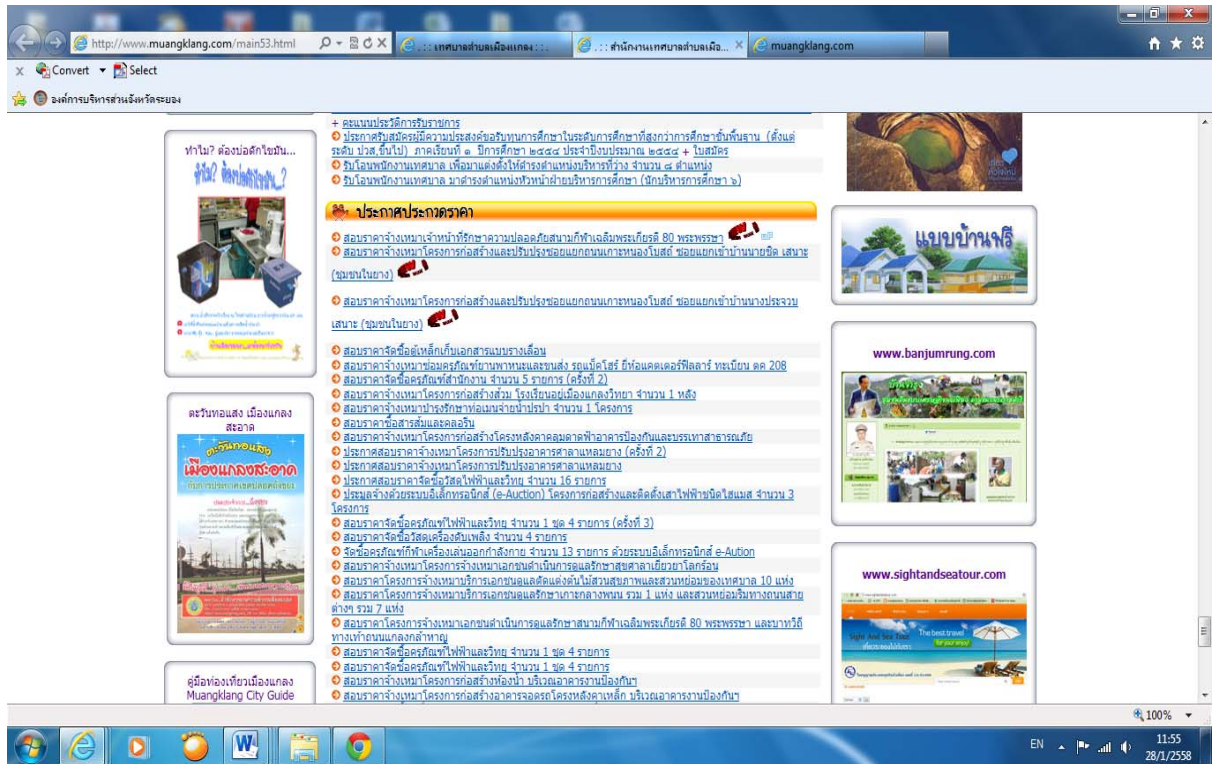 http://www.muangklang.com/main53.html
.::: เทศบาลตำบลเมืองแกลง :::.
.::: สำนักงานเทศบาลตำบลเมือ...
muangklang.com
Convert
Select
องค์การบริหารส่วนจังหวัดระยอง
ทำไม? ต้องบ่อดักไขมัน...
ทำไม? ต้องบ่อดักไขมัน..?
ตะวันทอแสง เมืองแกลง
สะอาด
ตะวันทอแสง
เมืองแกลงสะอาด
คู่มือท่องเที่ยวเมืองแกลง
Muangklang City Guide
+ คะแนนประวัติการรับราชการ
ประกาศรับสมัครผู้มีความประสงค์ขอรับทุนการศึกษาในระดับการศึกษาที่สูงกว่าการศึกษาขั้นพื้นฐาน (ตั้งแต่
ระดับ ปวส.ขึ้นไป) ภาคเรียนที่ ๑ ปีการศึกษา ๒๕๕๔ ประจำปีงบประมาณ ๒๕๕๔ + ใบสมัคร
รับโอนพนักงานเทศบาล เพื่อมาแต่งตั้งให้ดำรงตำแหน่งบริหารที่ว่าง จำนวน ๘ ตำแหน่ง
รับโอนพนักงานเทศบาล มาดำรงตำแหน่งหัวหน้าฝ่ายบริหารการศึกษา (นักบริหารการศึกษา ๖)
ประกาศประกวดราคา
สอบราคาจ้างเหมาเจ้าหน้าที่รักษาความปลอดภัยสนามกีฬาเฉลิมพระเกียรติ 80 พระพรรษา
สอบราคาจ้างเหมาโครงการก่อสร้างและปรับปรุงซอยแยกถนนเกาะหนองโบสถ์ ซอยแยกเข้าบ้านนายชิด เสนาะ
(ชุมชนในยาง)
สอบราคาจ้างเหมาโครงการก่อสร้างและปรับปรุงซอยแยกถนนเกาะหนองโบสถ์ ซอยแยกเข้าบ้านนางประจวบ
เสนาะ (ชุมชนในยาง)
สอบราคาจัดซื้อตู้เหล็กเก็บเอกสารแบบรางเลื่อน
สอบราคาจ้างเหมาซ่อมครุภัณฑ์ยานพาหนะและขนส่ง รถแบ็คโฮร์ ยี่ห้อแคตเตอร์ฟิลลาร์ ทะเบียน ตค 208
สอบราคาจัดซื้อครุภัณฑ์สำนักงาน จำนวน 5 รายการ (ครั้งที่ 2)
สอบราคาจ้างเหมาโครงการก่อสร้างส้วม โรงเรียนอยู่เมืองแกลงวิทยา จำนวน 1 หลัง
สอบราคาจ้างเหมาบำรุงรักษาท่อเมนจ่ายน้ำปรปา จำนวน 1 โครงการ
สอบราคาซื้อสารส้มและคลอรีน
สอบราคาจ้างเหมาโครงการก่อสร้างโครงหลังคาคลุมดาดฟ้าอาคารป้องกันและบรรเทาสาธารณภัย
ประกาศสอบราคาจ้างเหมาโครงการปรับปรุงอาคารศาลาแหลมยาง (ครั้งที่ 2)
ประกาศสอบราคาจ้างเหมาโครงการปรับปรุงอาคารศาลาแหลมยาง
ประกาศสอบราคาจัดซื้อวัสดุไฟฟ้าและวิทยุ จำนวน 16 รายการ
ประมูลจ้างด้วยระบบอิเล็กทรอนิกส์ (e-Auction) โครงการก่อสร้างและติดตั้งเสาไฟฟ้าชนิดไฮแมส จำนวน 3
โครงการ
สอบราคาจัดซื้อครุภัณฑ์ไฟฟ้าและวิทยุ จำนวน 1 ชุด 4 รายการ (ครั้งที่ 3)
สอบราคาจัดซื้อวัสดุเครื่องดับเพลิง จำนวน 4 รายการ
จัดซื้อครุภัณฑ์กีฬาเครื่องเล่นออกกำลังกาย จำนวน 13 รายการ ด้วยระบบอิเล็กทรอนิกส์ e-Aution
สอบราคาจ้างเหมาโครงการจ้างเหมาเอกชนดำเนินการดูแลรักษาสุขศาลาเยียวยาโลกร้อน
สอบราคาโครงการจ้างเหมาบริการเอกชนดูแลตัดแต่งต้นไม้สวนสุขภาพและสวนหย่อมของเทศบาล 10 แห่ง
สอบราคาโครงการจ้างเหมาบริการเอกชนดูแลรักษาเกาะกลางพนน รวม 1 แห่ง และสวนหย่อมริมทางถนนสาย
ต่างๆ รวม 7 แห่ง
สอบราคาโครงการจ้างเหมาเอกชนดำเนินการดูแลรักษาสนามกีฬาเฉลิมพระเกียรติ 80 พระพรรษา และบาทวิถี
ทางเท้าถนนแกลงกล้าหาญ
สอบราคาจัดซื้อครุภัณฑ์ไฟฟ้าและวิทยุ จำนวน 1 ชุด 4 รายการ
สอบราคาจัดซื้อครุภัณฑ์ไฟฟ้าและวิทยุ จำนวน 1 ชุด 4 รายการ
สอบราคาจ้างเหมาโครงการก่อสร้างห้องน้ำ บริเวณอาคารงานป้องกันฯ
สอบราคาจ้างเหมาโครงการก่อสร้างอาคารจอดรถโครงหลังคาเหล็ก บริเวณอาคารงานป้องกันฯ
แบบบ้านฟรี
www.banjumrung.com
www.sightandseatour.com
Sight And Sea Tour
The best travel
100%
EN
11:55
28/1/2558